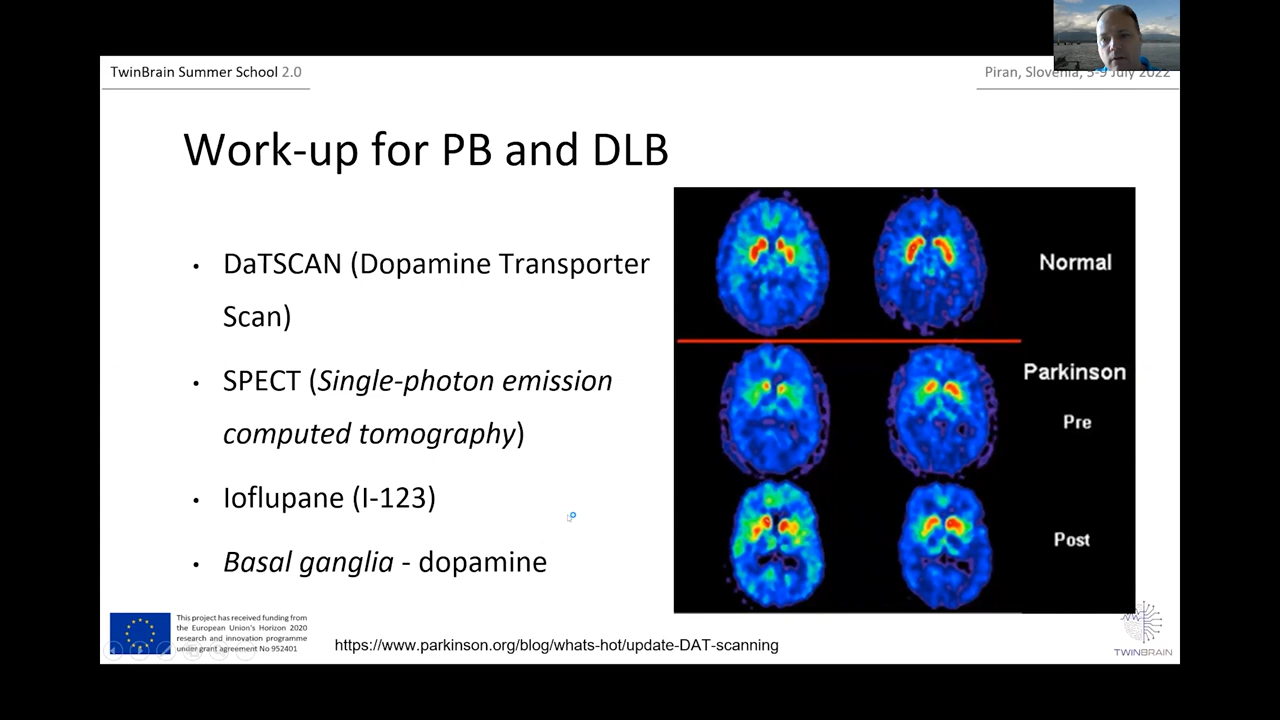 TwinBrain Summer School 2.0
Piran, Slovenia, 5-9 July 2022
Work-up for PB and DLB
• DaTSCAN (Dopamine Transporter
Scan)
• SPECT (Single-photon emission
computed tomography)
• Ioflupane (I-123)
• Basal ganglia - dopamine
Normal
Parkinson
Pre
Post
This project has received funding from
the European Union's Horizon 2020
research and innovation programme
under grant agreement No 952401
https://www.parkinson.org/blog/whats-hot/update-DAT-scanning
TWINBRAIN